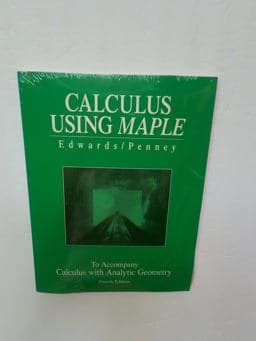 CALCULUS
USING MAPLE
Edwards/Penney
To Accompany
Calculus with Analytic Geometry
Fourth Edition